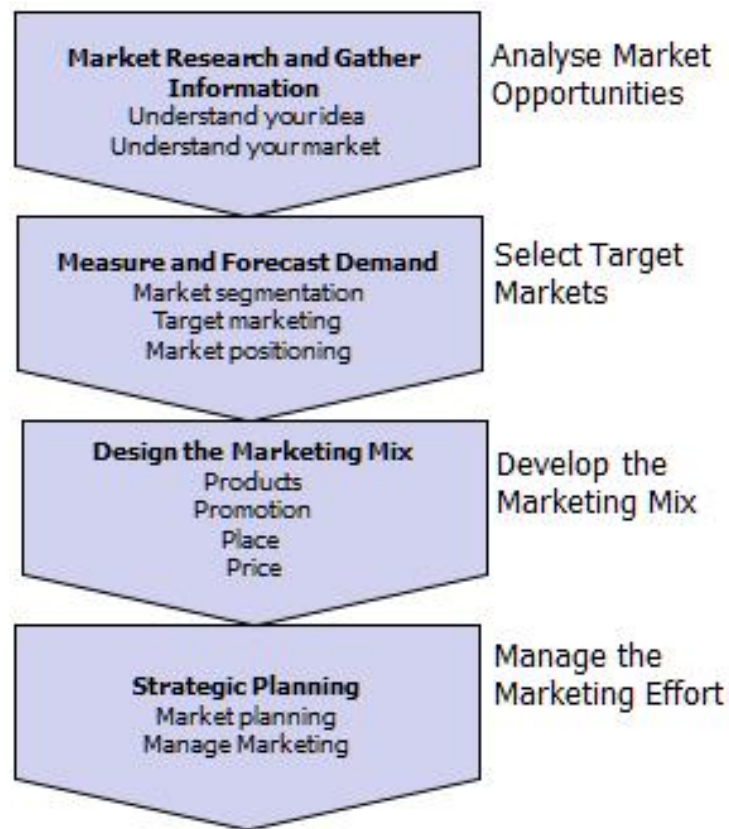 Market Research and Gather
Information
Understand your idea
Understand your market
Analyse Market
Opportunities
Measure and Forecast Demand
Market segmentation
Target marketing
Market positioning
Select Target
Markets
Design the Marketing Mix
Products
Promotion
Place
Price
Develop the
Marketing Mix
Strategic Planning
Market planning
Manage Marketing
Manage the
Marketing Effort